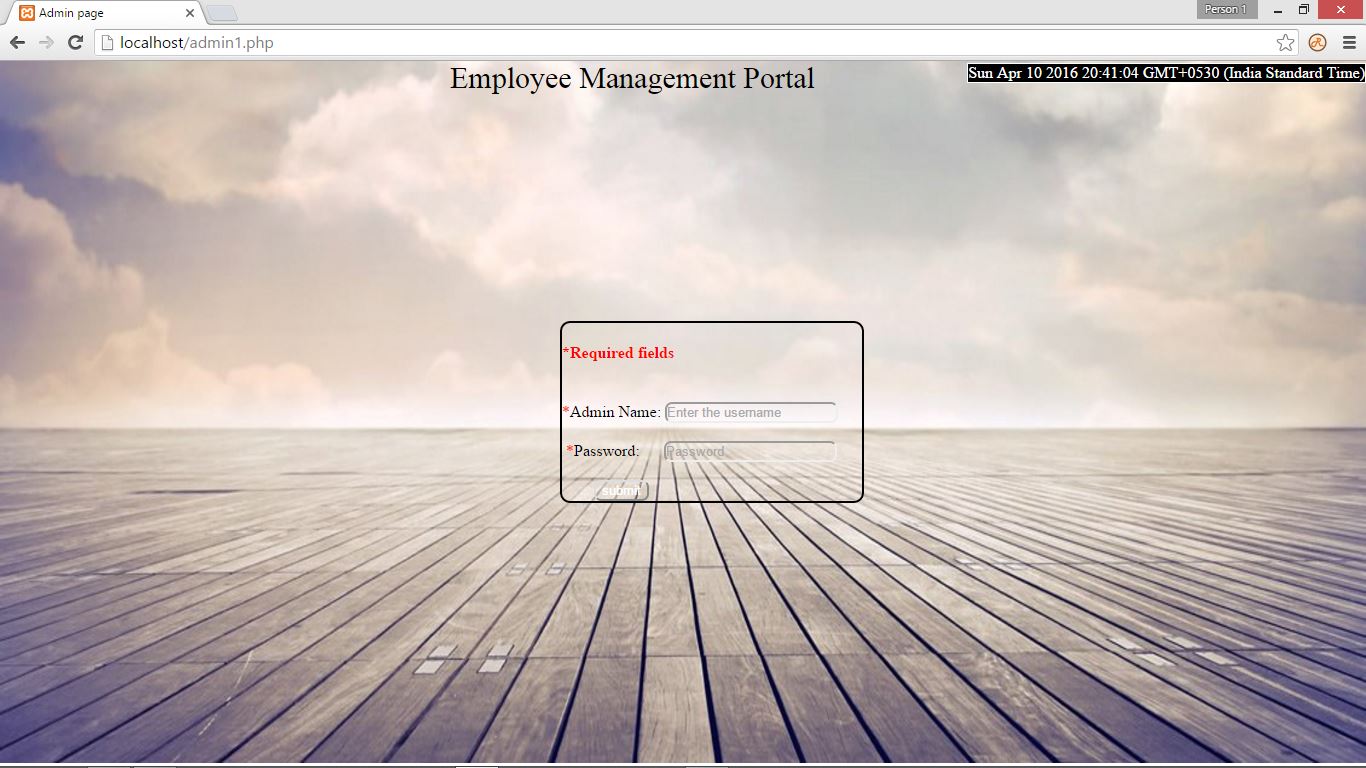 Admin page
Person 1
localhost/admin1.php
Employee Management Portal
Sun Apr 10 2016 20:41:04 GMT+0530 (India Standard Time)
*Required fields
*Admin Name: Enter the username
*Password: Password
submit